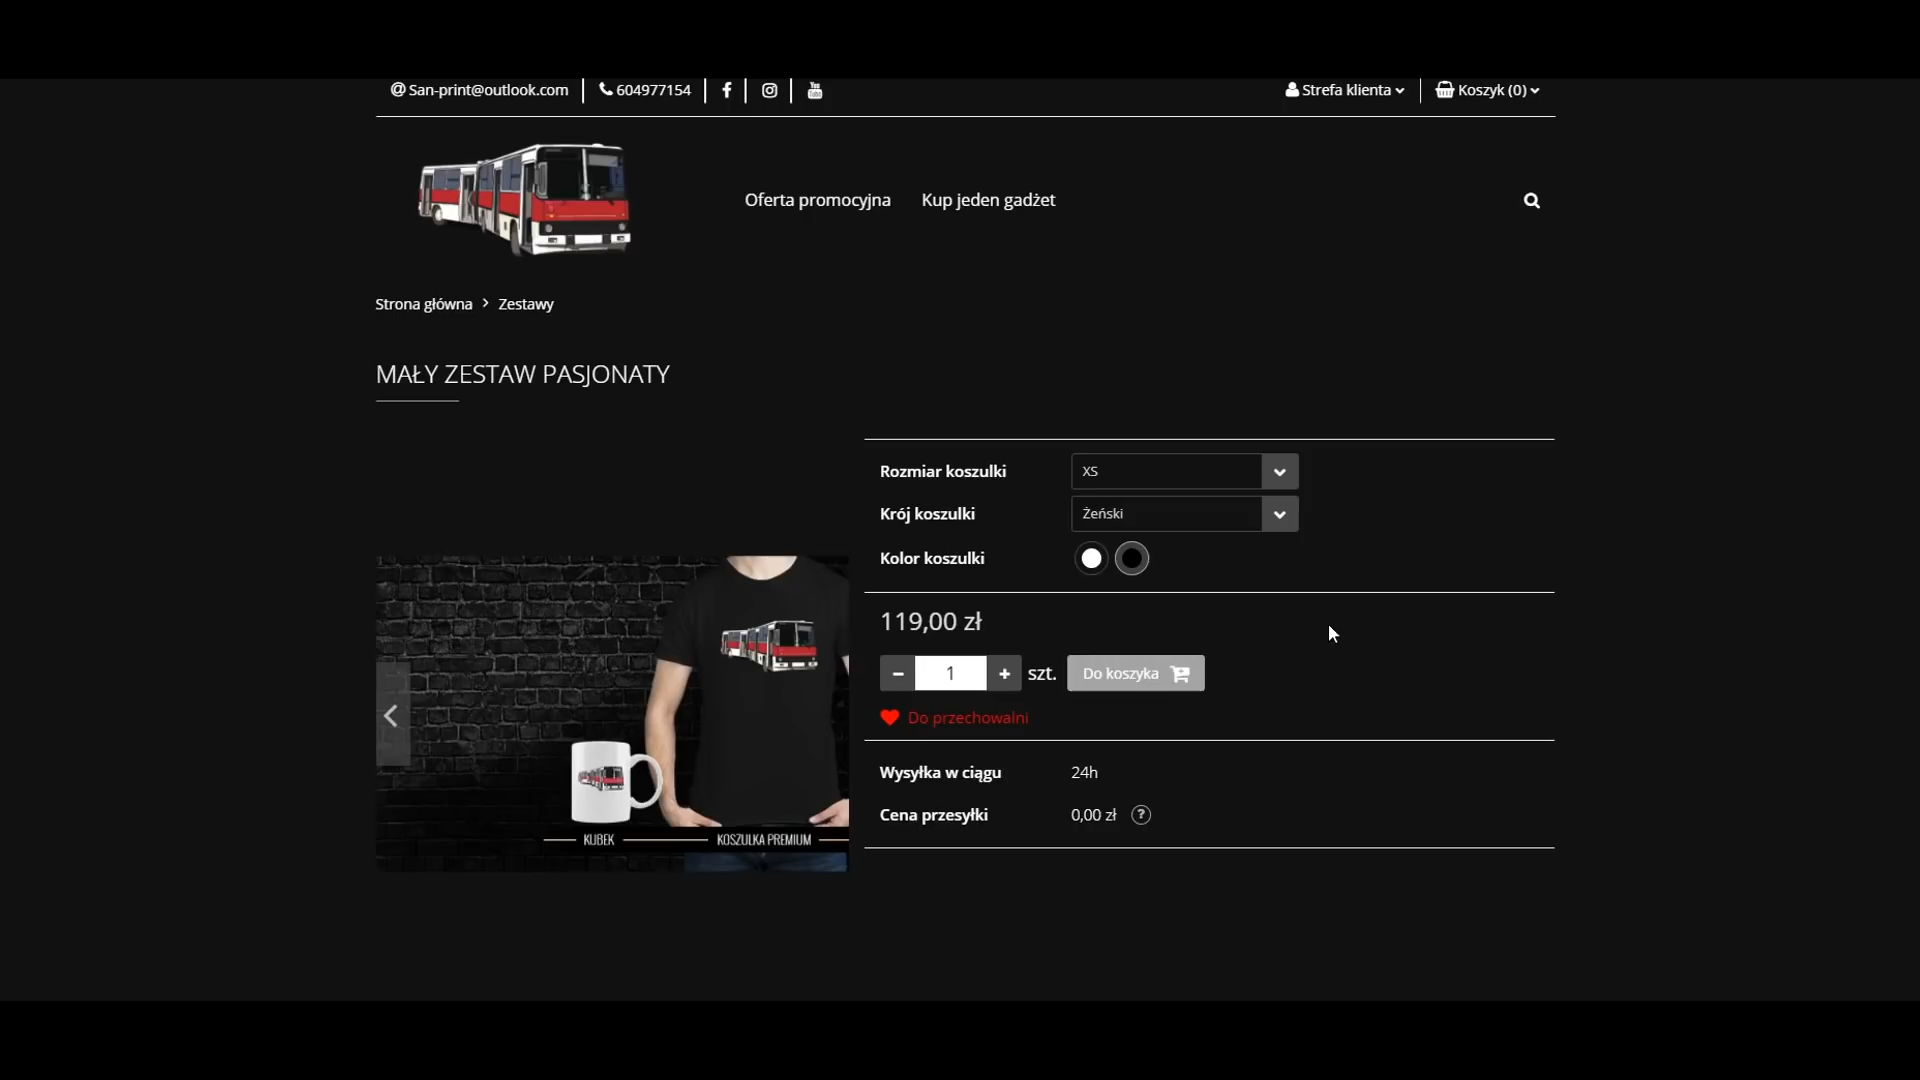 San-print@outlook.com 604977154 Strefa klienta Koszyk (0)
Oferta promocyjna Kup jeden gadżet
Strona główna > Zestawy
MAŁY ZESTAW PASJONATY
Rozmiar koszulki XS
Krój koszulki Żeński
Kolor koszulki
119,00 zł
- 1 + szt. Do koszyka
Do przechowalni
Wysyłka w ciągu 24h
Cena przesyłki 0,00 zł ?
KUBEK KOSZULKA PREMIUM